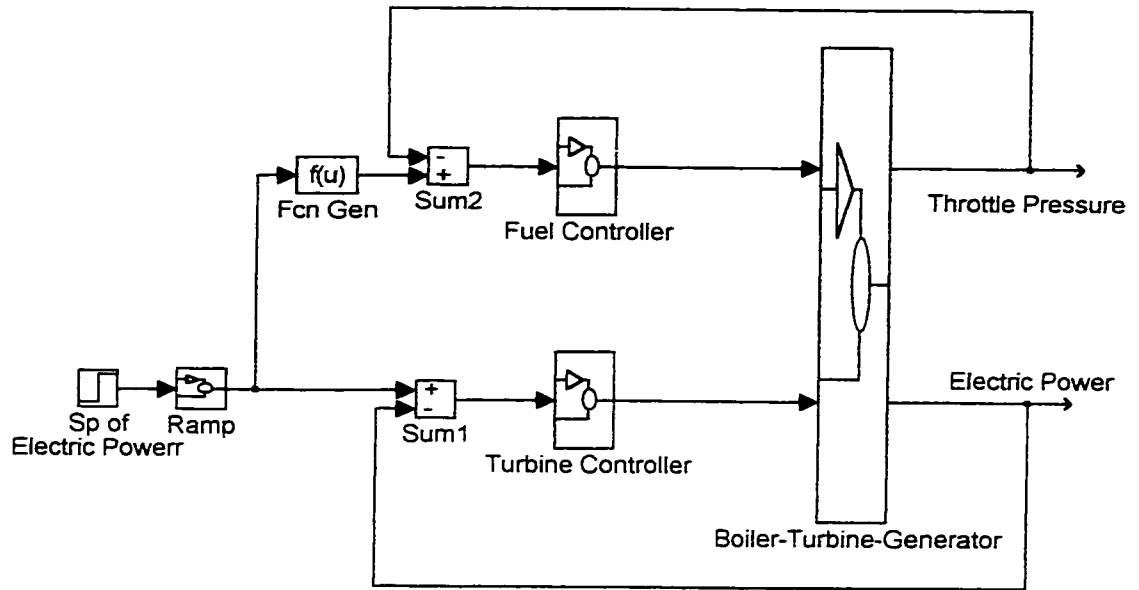 f(u)
Fcn Gen
-
+
Sum2
Fuel Controller
Throttle Pressure
Sp of
Electric Powerr
Ramp
+
-
Sum1
Turbine Controller
Electric Power
Boiler-Turbine-Generator